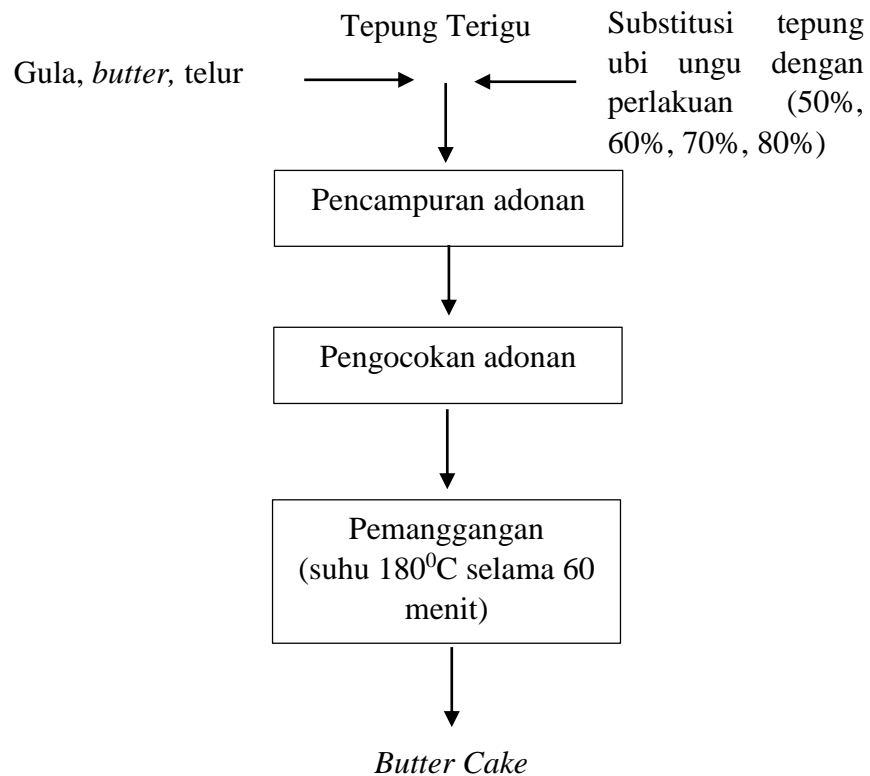 Tepung Terigu
Gula, butter, telur
Substitusi tepung
ubi ungu dengan
perlakuan (50%,
60%, 70%, 80%)
Pencampuran adonan
Pengocokan adonan
Pemanggangan
(suhu 180⁰C selama 60
menit)
Butter Cake